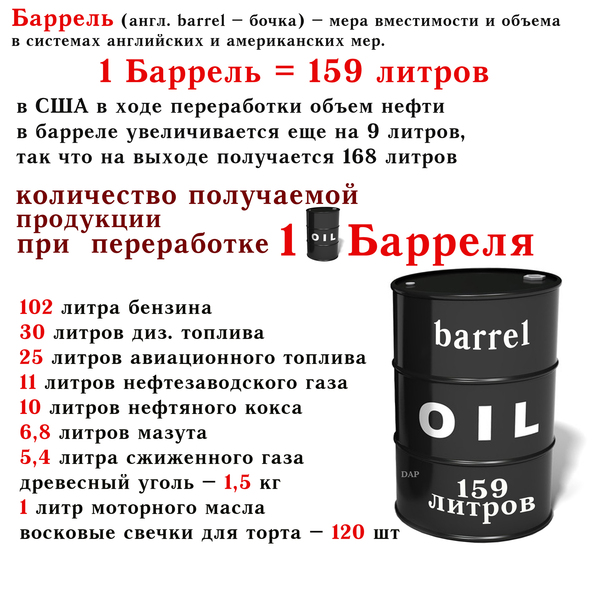 Баррель (англ. barrel – бочка) – мера вместимости и объема
в системах английских и американских мер.
1 Баррель = 159 литров
в США в ходе переработки объем нефти
в барреле увеличивается еще на 9 литров,
так что на выходе получается 168 литров
количество получаемой
продукции
при переработке 1 OIL Барреля
102 литра бензина
30 литров диз. топлива
25 литров авиационного топлива
11 литров нефтезаводского газа
10 литров нефтяного кокса
6,8 литров мазута
5,4 литра сжиженного газа
древесный уголь – 1,5 кг
1 литр моторного масла
восковые свечки для торта – 120 шт
barrel
OIL
DAP
159
литров